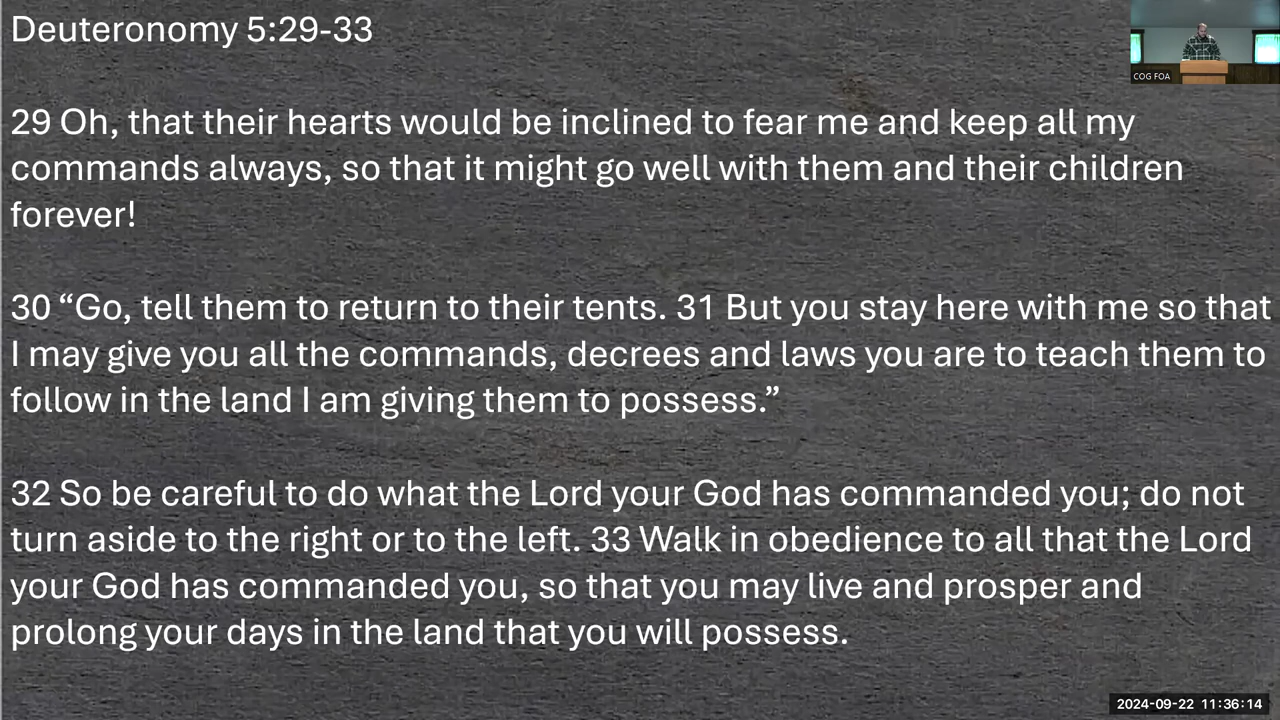 Deuteronomy 5:29-33
COG FOA
29 Oh, that their hearts would be inclined to fear me and keep all my
commands always, so that it might go well with them and their children
forever!
30 “Go, tell them to return to their tents. 31 But you stay here with me so that
I may give you all the commands, decrees and laws you are to teach them to
follow in the land I am giving them to possess.”
32 So be careful to do what the Lord your God has commanded you; do not
turn aside to the right or to the left. 33 Walk in obedience to all that the Lord
your God has commanded you, so that you may live and prosper and
prolong your days in the land that you will possess.
2024-09-22 11:36:14